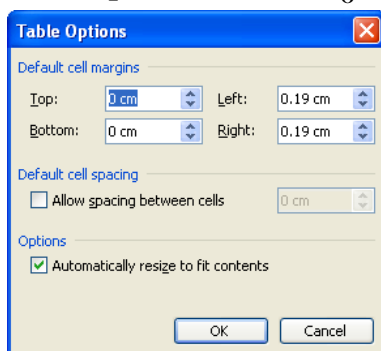 Table Options
Default cell margins
Top: 0 cm Left: 0.19 cm
Bottom: 0 cm Right: 0.19 cm
Default cell spacing
Allow spacing between cells 0 cm
Options
Automatically resize to fit contents
OK Cancel